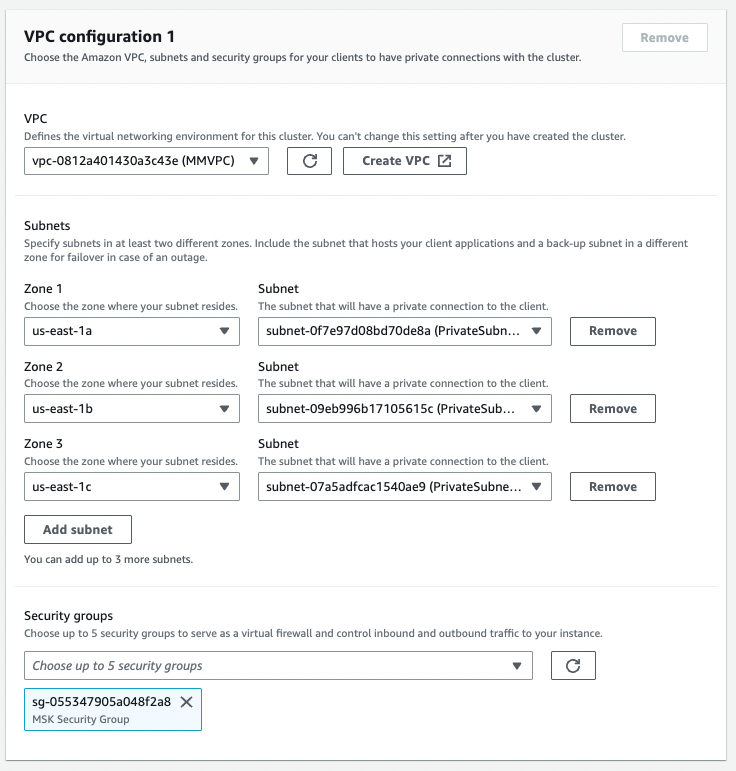 VPC configuration 1
Remove
Choose the Amazon VPC, subnets and security groups for your clients to have private connections with the cluster.
VPC
Defines the virtual networking environment for this cluster. You can't change this setting after you have created the cluster.
vpc-0812a401430a3c43e (MMVPC)
Create VPC
Subnets
Specify subnets in at least two different zones. Include the subnet that hosts your client applications and a back-up subnet in a different
zone for failover in case of an outage.
Zone 1
Subnet
Choose the zone where your subnet resides.
The subnet that will have a private connection to the client.
us-east-1a
subnet-0f7e97d08bd70de8a (PrivateSubn...
Remove
Zone 2
Subnet
Choose the zone where your subnet resides.
The subnet that will have a private connection to the client.
us-east-1b
subnet-09eb996b17105615c (PrivateSub...
Remove
Zone 3
Subnet
Choose the zone where your subnet resides.
The subnet that will have a private connection to the client.
us-east-1c
subnet-07a5adfcac1540ae9 (PrivateSubne...
Remove
Add subnet
You can add up to 3 more subnets.
Security groups
Choose up to 5 security groups to serve as a virtual firewall and control inbound and outbound traffic to your instance.
Choose up to 5 security groups
sg-055347905a048f2a8
MSK Security Group